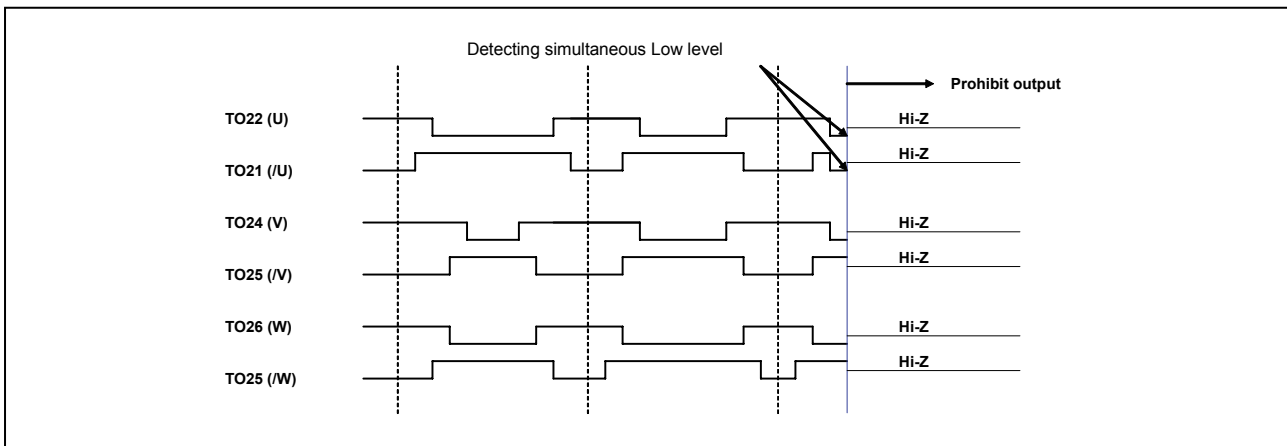 Detecting simultaneous Low level
Prohibit output
TO22 (U)
Hi-Z
TO21 (/U)
Hi-Z
TO24 (V)
Hi-Z
TO25 (/V)
Hi-Z
TO26 (W)
Hi-Z
TO25 (/W)
Hi-Z